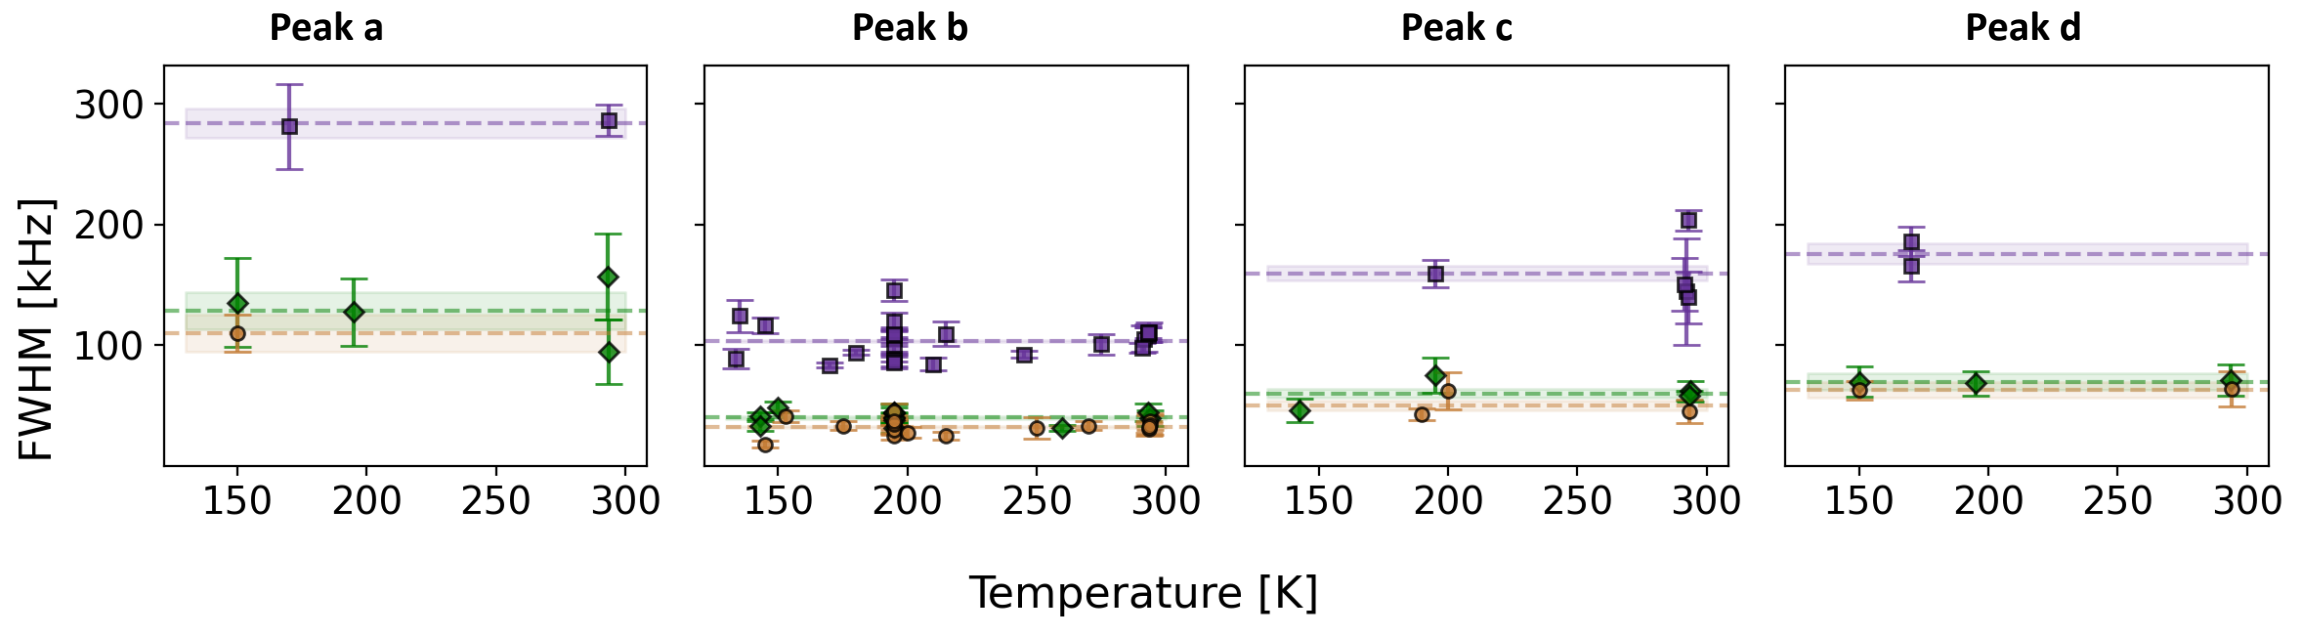 Peak a Peak b Peak c Peak d
FWHM [kHz]
300
200
100
150 200 250 300 150 200 250 300 150 200 250 300 150 200 250 300
Temperature [K]